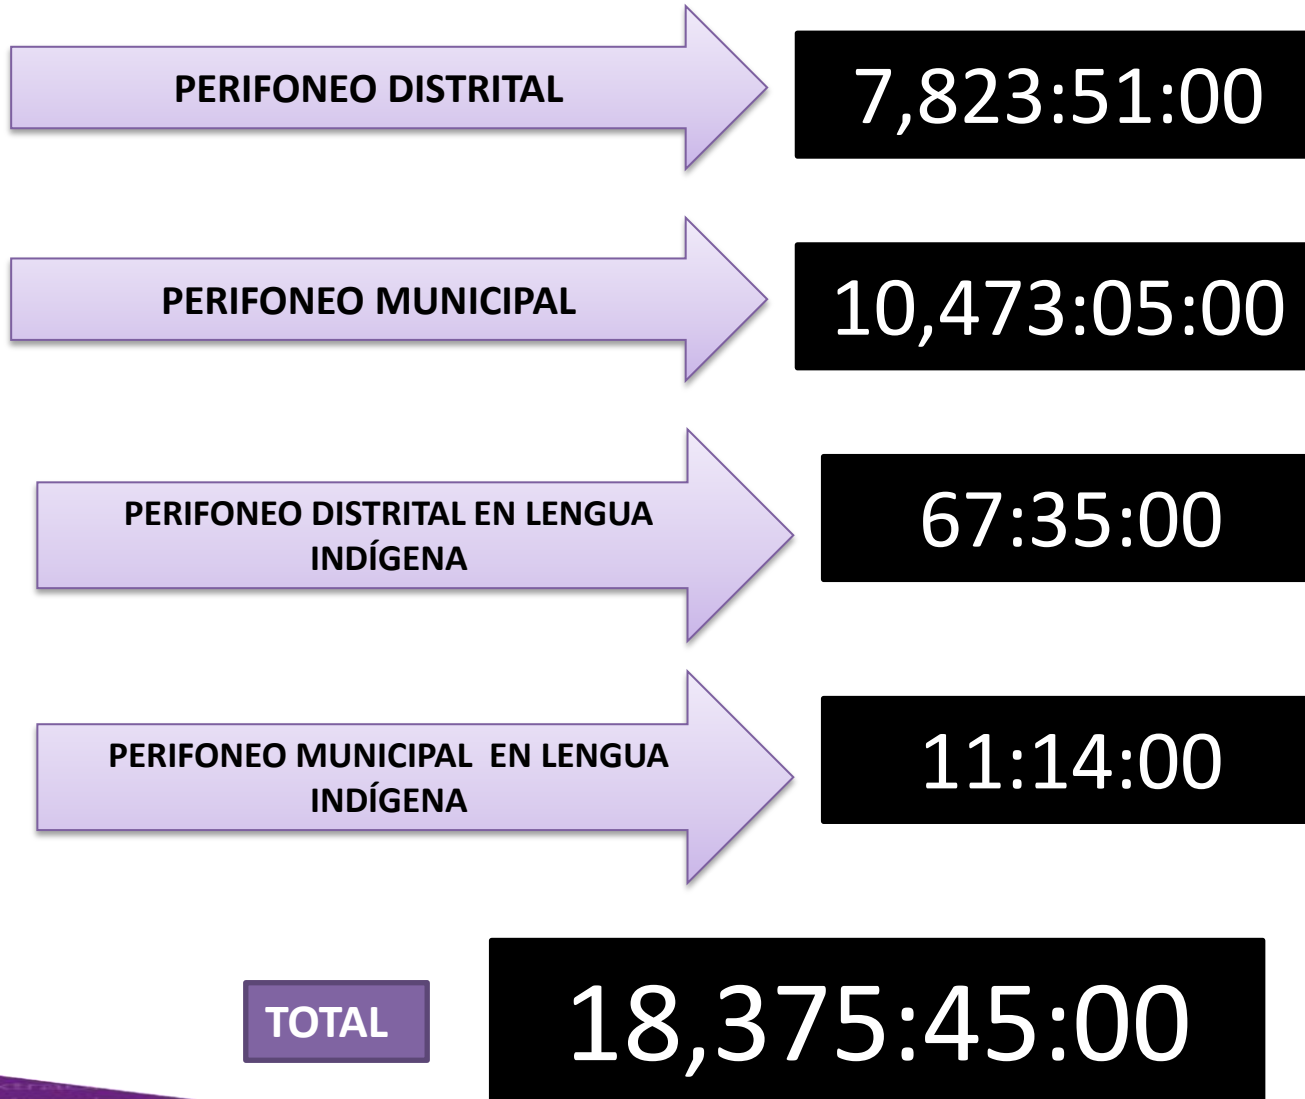 PERIFONEO DISTRITAL
7,823:51:00
PERIFONEO MUNICIPAL
10,473:05:00
PERIFONEO DISTRITAL EN LENGUA
INDÍGENA
67:35:00
PERIFONEO MUNICIPAL EN LENGUA
INDÍGENA
11:14:00
TOTAL
18,375:45:00